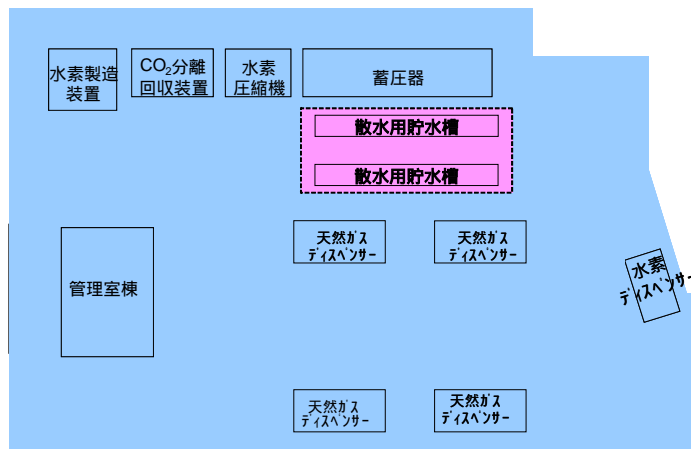 水素製造
装置
CO₂分離
回収装置
水素
圧縮機
蓄圧器
散水用貯水槽
散水用貯水槽
天然ガス
ディスペンサー
天然ガス
ディスペンサー
水素
ディスペンサー
管理室棟
天然ガス
ディスペンサー
天然ガス
ディスペンサー